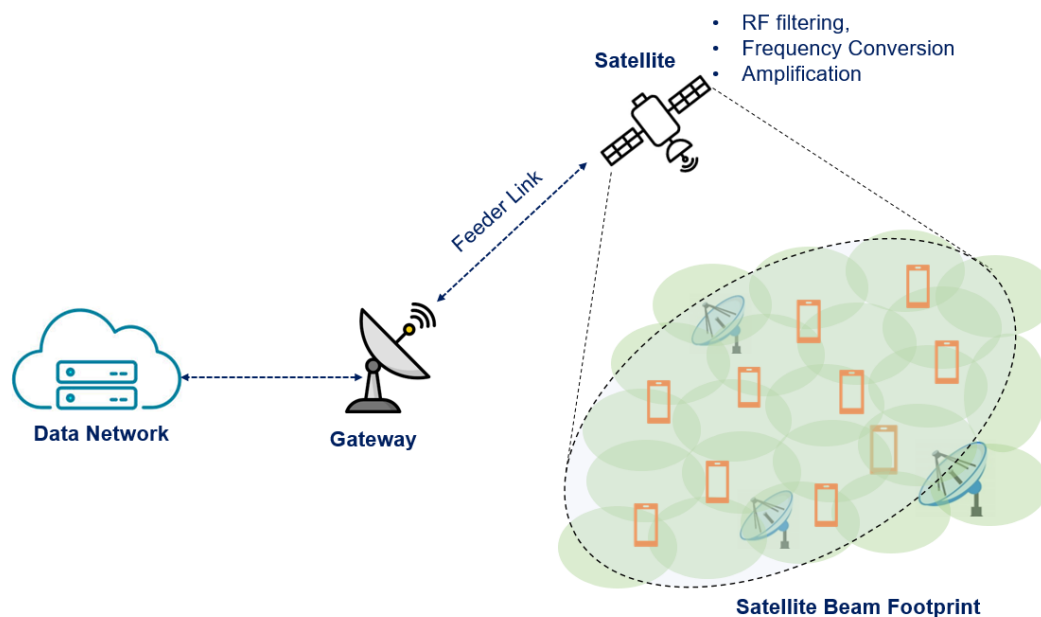 • RF filtering,
• Frequency Conversion
• Amplification
Satellite
Feeder Link
Data Network
Gateway
Satellite Beam Footprint